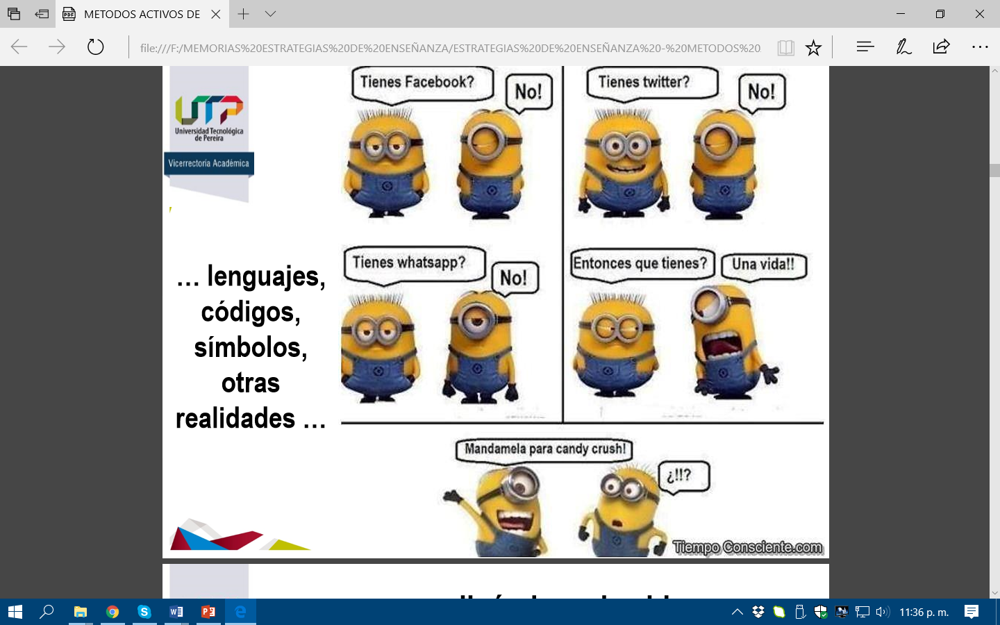 METODOS ACTIVOS DE
file:///F:/MEMORIAS%20ESTRATEGIAS%20DE%20ENSEÑANZA/ESTRATEGIAS%20DE%20ENSEÑANZA%20-%20METODOS%20
UTP
Universidad Tecnológica
de Pereira
Vicerrectoria Académica
Tienes Facebook?
No!
Tienes twitter?
No!
Tienes whatsapp?
No!
Entonces que tienes?
Una vida!!
... lenguajes,
códigos,
símbolos,
otras
realidades ...
Mandamela para candy crush!
¿!!?
Tiempo Consciente.com
11:36 p. m.